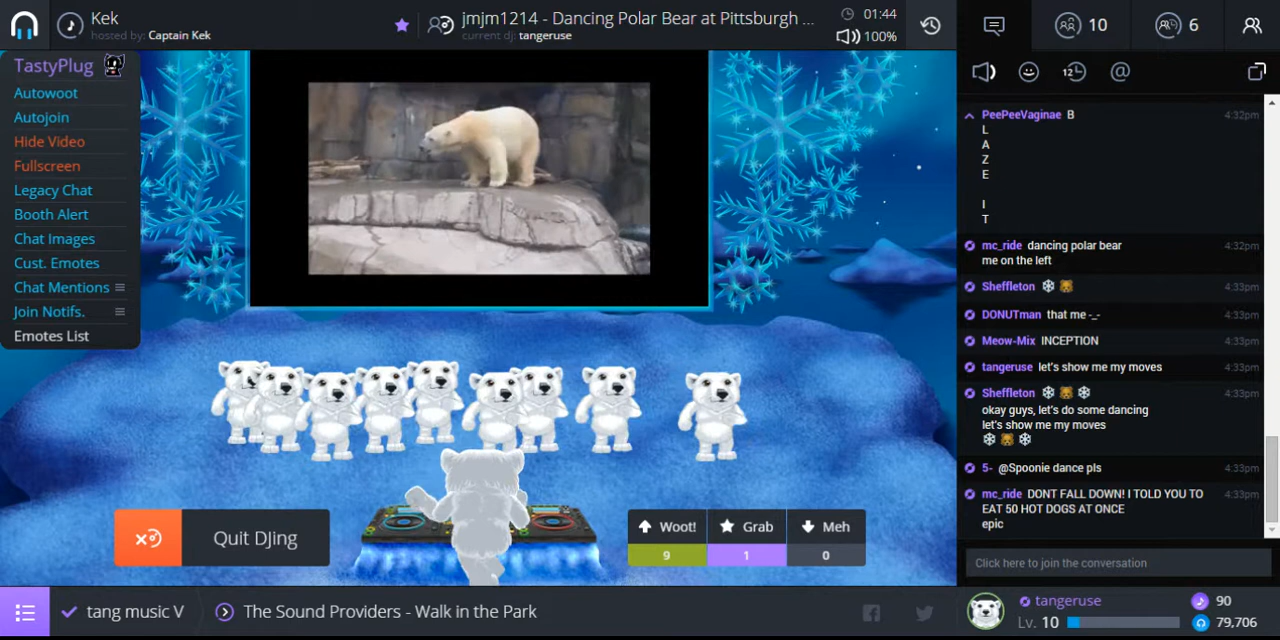 Kek
hosted by: Captain Kek
jmjm1214 - Dancing Polar Bear at Pittsburgh ...
current dj: tangeruse
01:44
100%
10
6
TastyPlug
Autowoot
Autojoin
Hide Video
Fullscreen
Legacy Chat
Booth Alert
Chat Images
Cust. Emotes
Chat Mentions
Join Notifs.
Emotes List
12
@
PeePeeVaginae B 4:32pm
L
A
Z
E
I
T
mc_ride dancing polar bear 4:32pm
me on the left
Sheffleton 4:33pm
DONUTman that me -_- 4:33pm
Meow-Mix INCEPTION 4:33pm
tangeruse let's show me my moves 4:33pm
Sheffleton 4:33pm
okay guys, let's do some dancing
let's show me my moves
5- @Spoonie dance pls 4:33pm
mc_ride DONT FALL DOWN! I TOLD YOU TO 4:33pm
EAT 50 HOT DOGS AT ONCE
epic
Click here to join the conversation
Quit DJing
Woot! Grab Meh
9 1 0
tang music V
The Sound Providers - Walk in the Park
tangeruse
90
Lv. 10
79,706